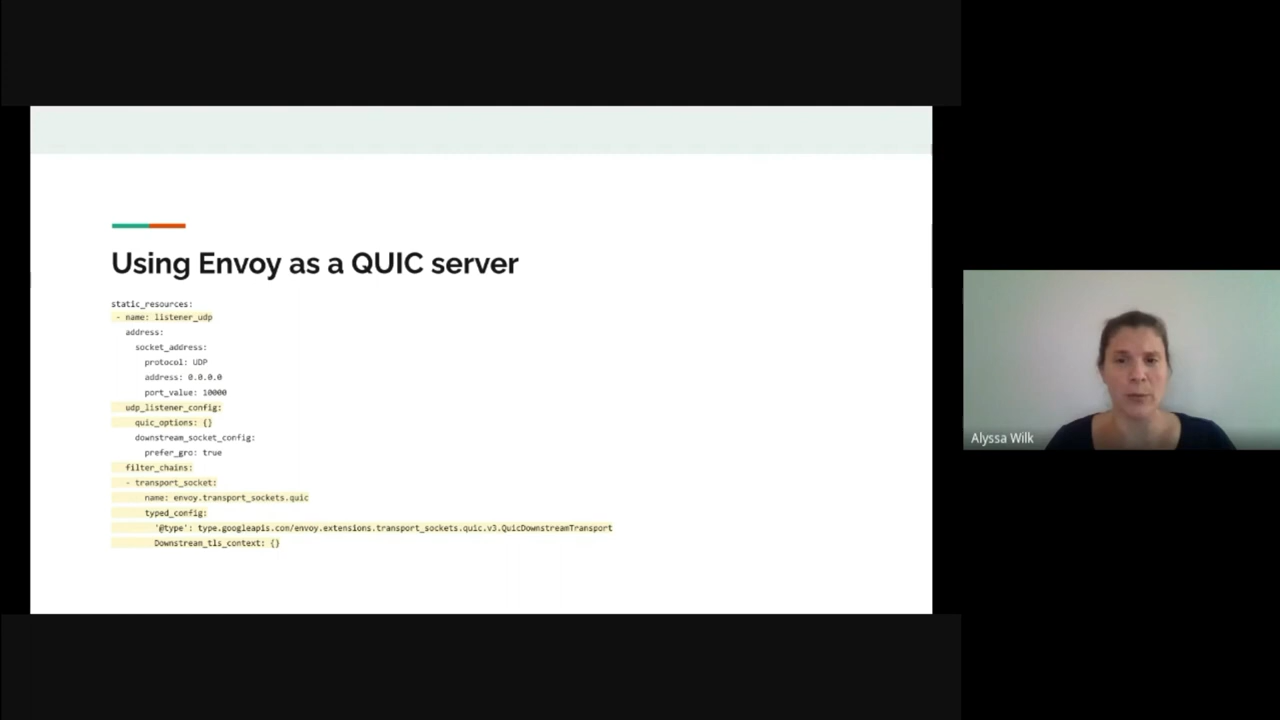 Using Envoy as a QUIC server
static_resources:
- name: listener_udp
address:
socket_address:
protocol: UDP
address: 0.0.0.0
port_value: 10000
udp_listener_config:
quic_options: {}
downstream_socket_config:
prefer_gro: true
filter_chains:
- transport_socket:
name: envoy.transport_sockets.quic
typed_config:
'@type': type.googleapis.com/envoy.extensions.transport_sockets.quic.v3.QuicDownstreamTransport
Downstream_tls_context: {}
Alyssa Wilk